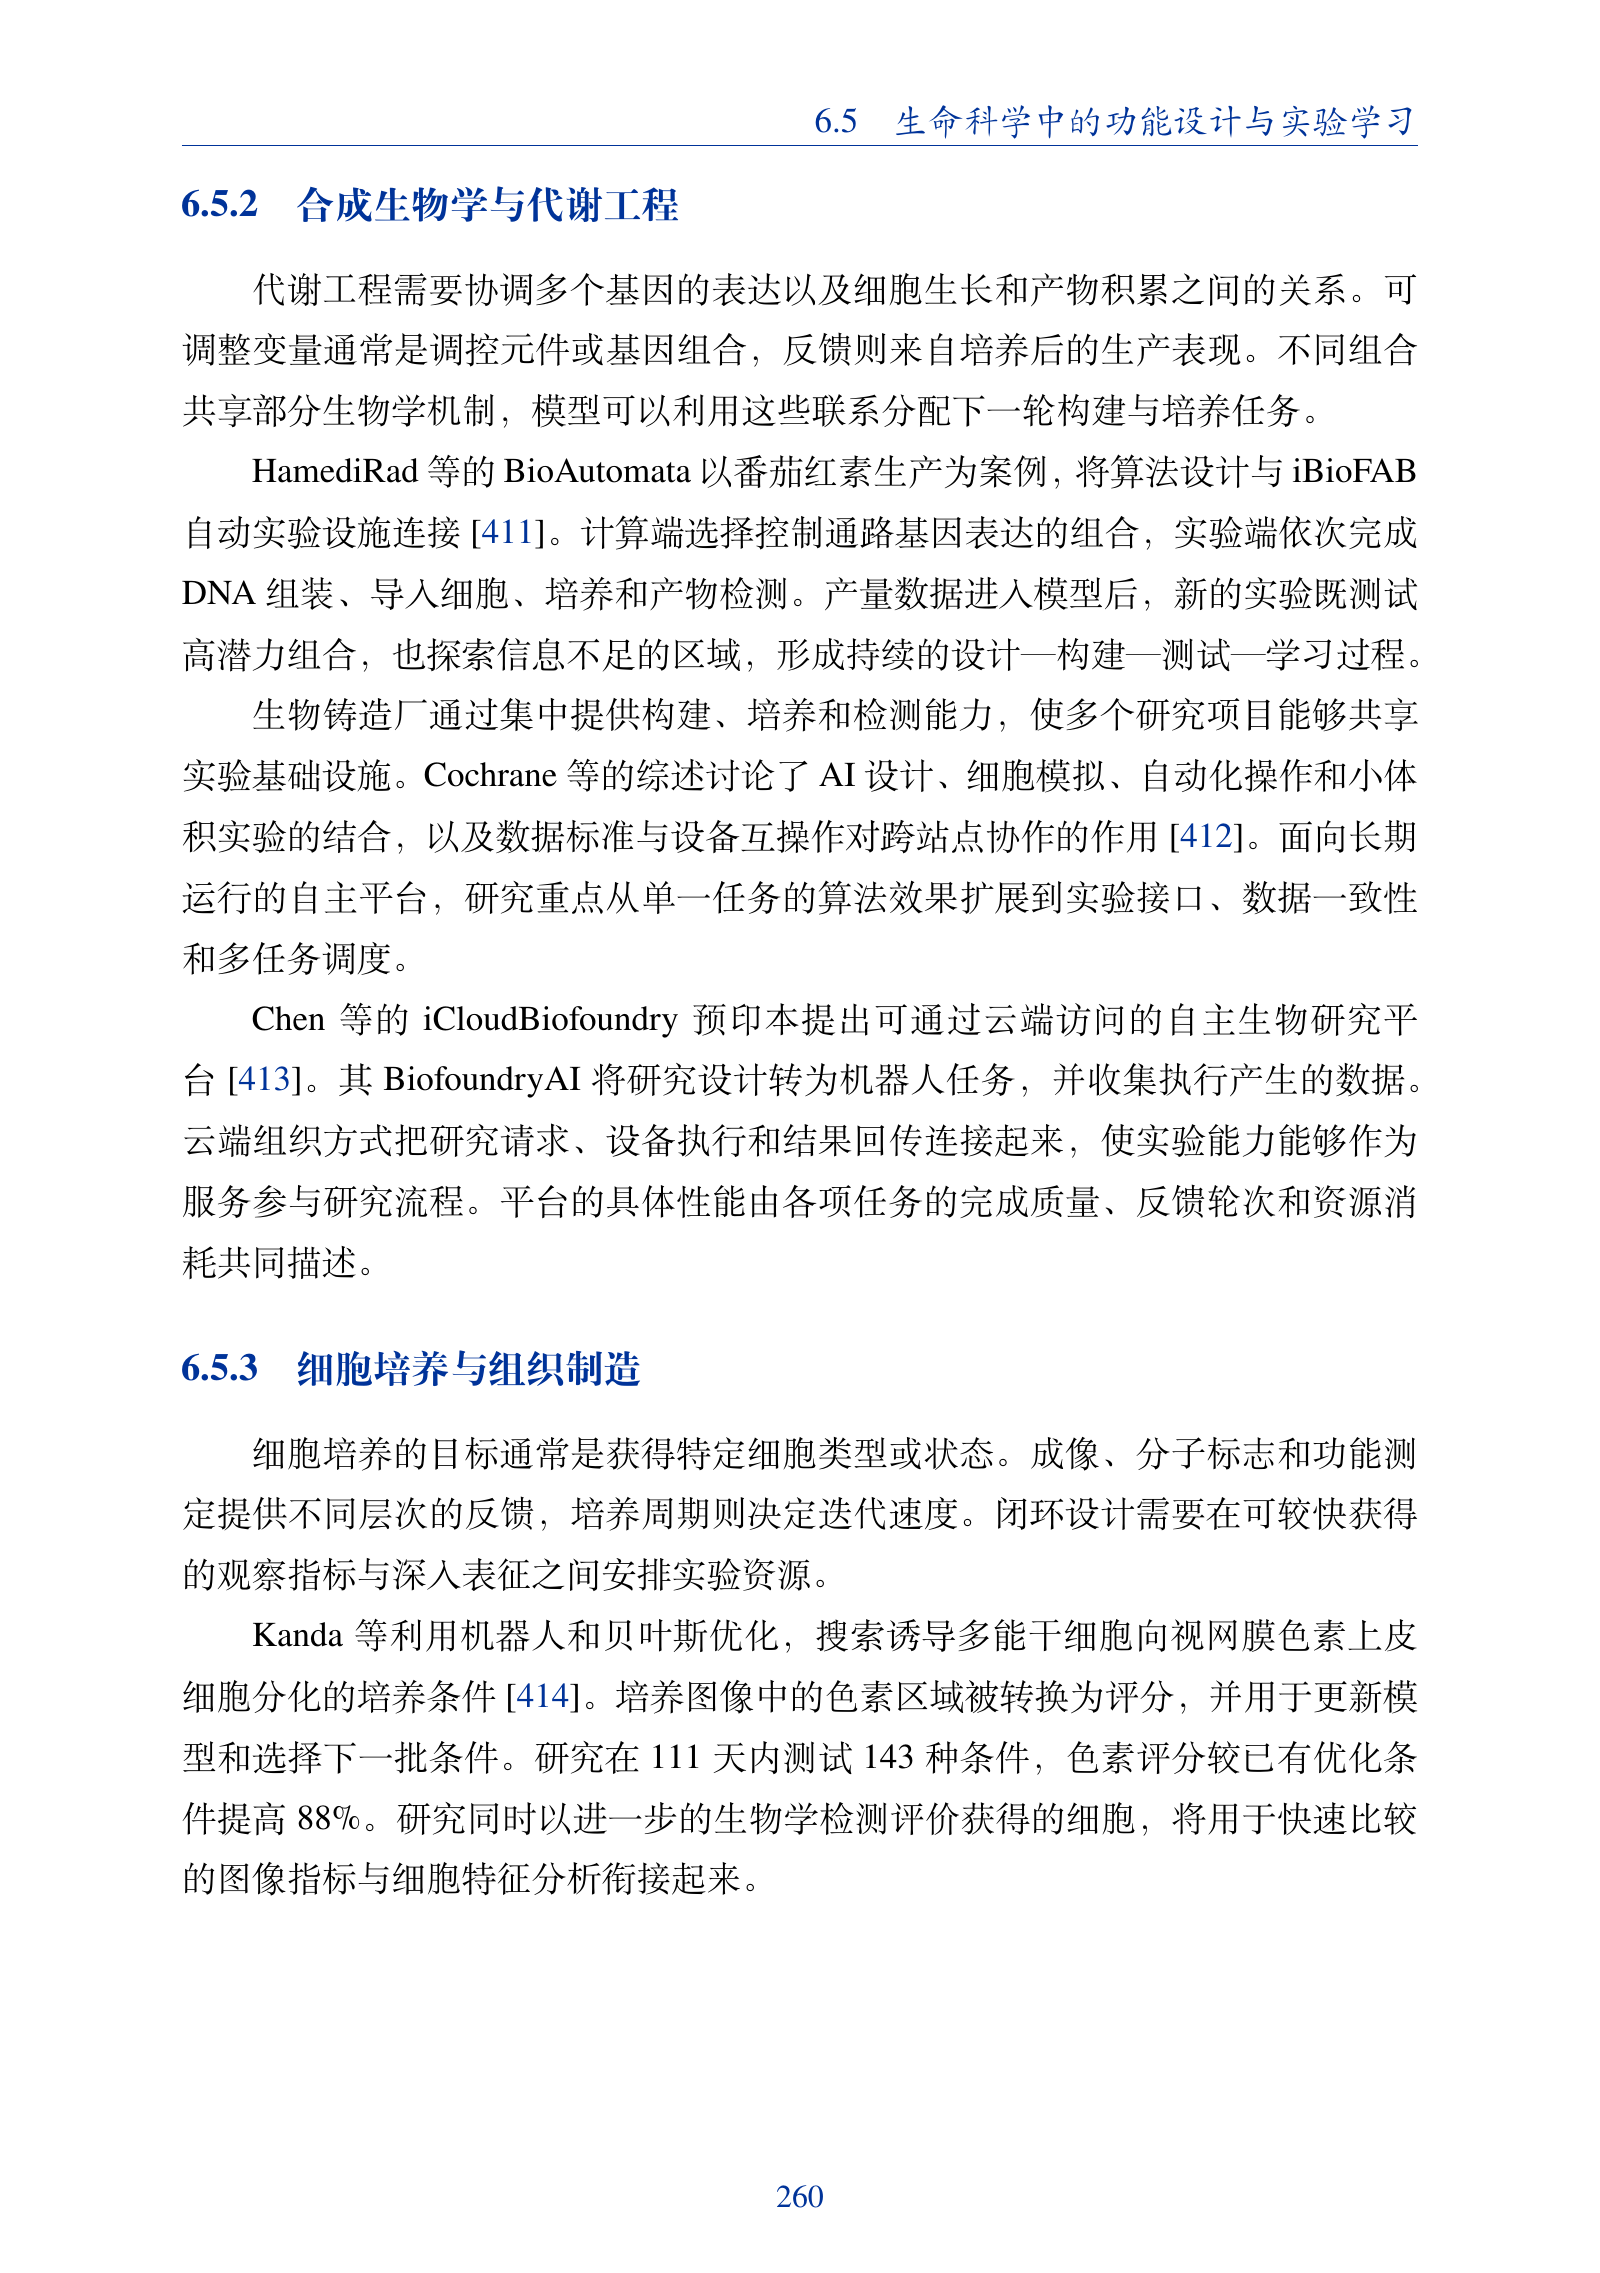 6.5 生命科学中的功能设计与实验学习
6.5.2 合成生物学与代谢工程
代谢工程需要协调多个基因的表达以及细胞生长和产物积累之间的关系。可
调整变量通常是调控元件或基因组合，反馈则来自培养后的生产表现。不同组合
共享部分生物学机制，模型可以利用这些联系分配下一轮构建与培养任务。
HamediRad 等的 BioAutomata 以番茄红素生产为案例，将算法设计与 iBioFAB
自动实验设施连接 [411]。计算端选择控制通路基因表达的组合，实验端依次完成
DNA 组装、导入细胞、培养和产物检测。产量数据进入模型后，新的实验既测试
高潜力组合，也探索信息不足的区域，形成持续的设计—构建—测试—学习过程。
生物铸造厂通过集中提供构建、培养和检测能力，使多个研究项目能够共享
实验基础设施。Cochrane 等的综述讨论了 AI 设计、细胞模拟、自动化操作和小体
积实验的结合，以及数据标准与设备互操作对跨站点协作的作用 [412]。面向长期
运行的自主平台，研究重点从单一任务的算法效果扩展到实验接口、数据一致性
和多任务调度。
Chen 等的 iCloudBiofoundry 预印本提出可通过云端访问的自主生物研究平
台 [413]。其 BiofoundryAI 将研究设计转为机器人任务，并收集执行产生的数据。
云端组织方式把研究请求、设备执行和结果回传连接起来，使实验能力能够作为
服务参与研究流程。平台的具体性能由各项任务的完成质量、反馈轮次和资源消
耗共同描述。
6.5.3 细胞培养与组织制造
细胞培养的目标通常是获得特定细胞类型或状态。成像、分子标志和功能测
定提供不同层次的反馈，培养周期则决定迭代速度。闭环设计需要在可较快获得
的观察指标与深入表征之间安排实验资源。
Kanda 等利用机器人和贝叶斯优化，搜索诱导多能干细胞向视网膜色素上皮
细胞分化的培养条件 [414]。培养图像中的色素区域被转换为评分，并用于更新模
型和选择下一批条件。研究在 111 天内测试 143 种条件，色素评分较已有优化条
件提高 88%。研究同时以进一步的生物学检测评价获得的细胞，将用于快速比较
的图像指标与细胞特征分析衔接起来。
260